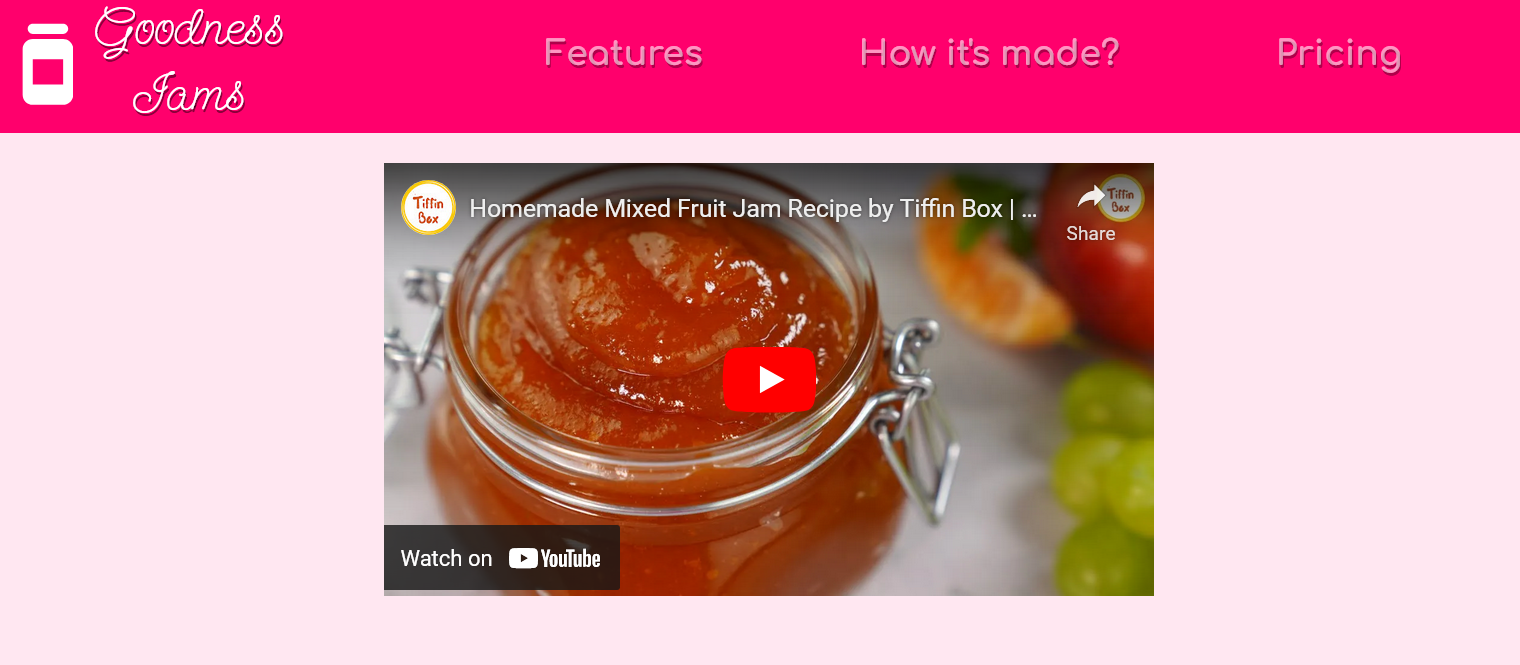 Goodness
Jams
Features
How it's made?
Pricing
Tiffin
Box
Homemade Mixed Fruit Jam Recipe by Tiffin Box | ...
Tiffin
Box
Share
Watch on YouTube